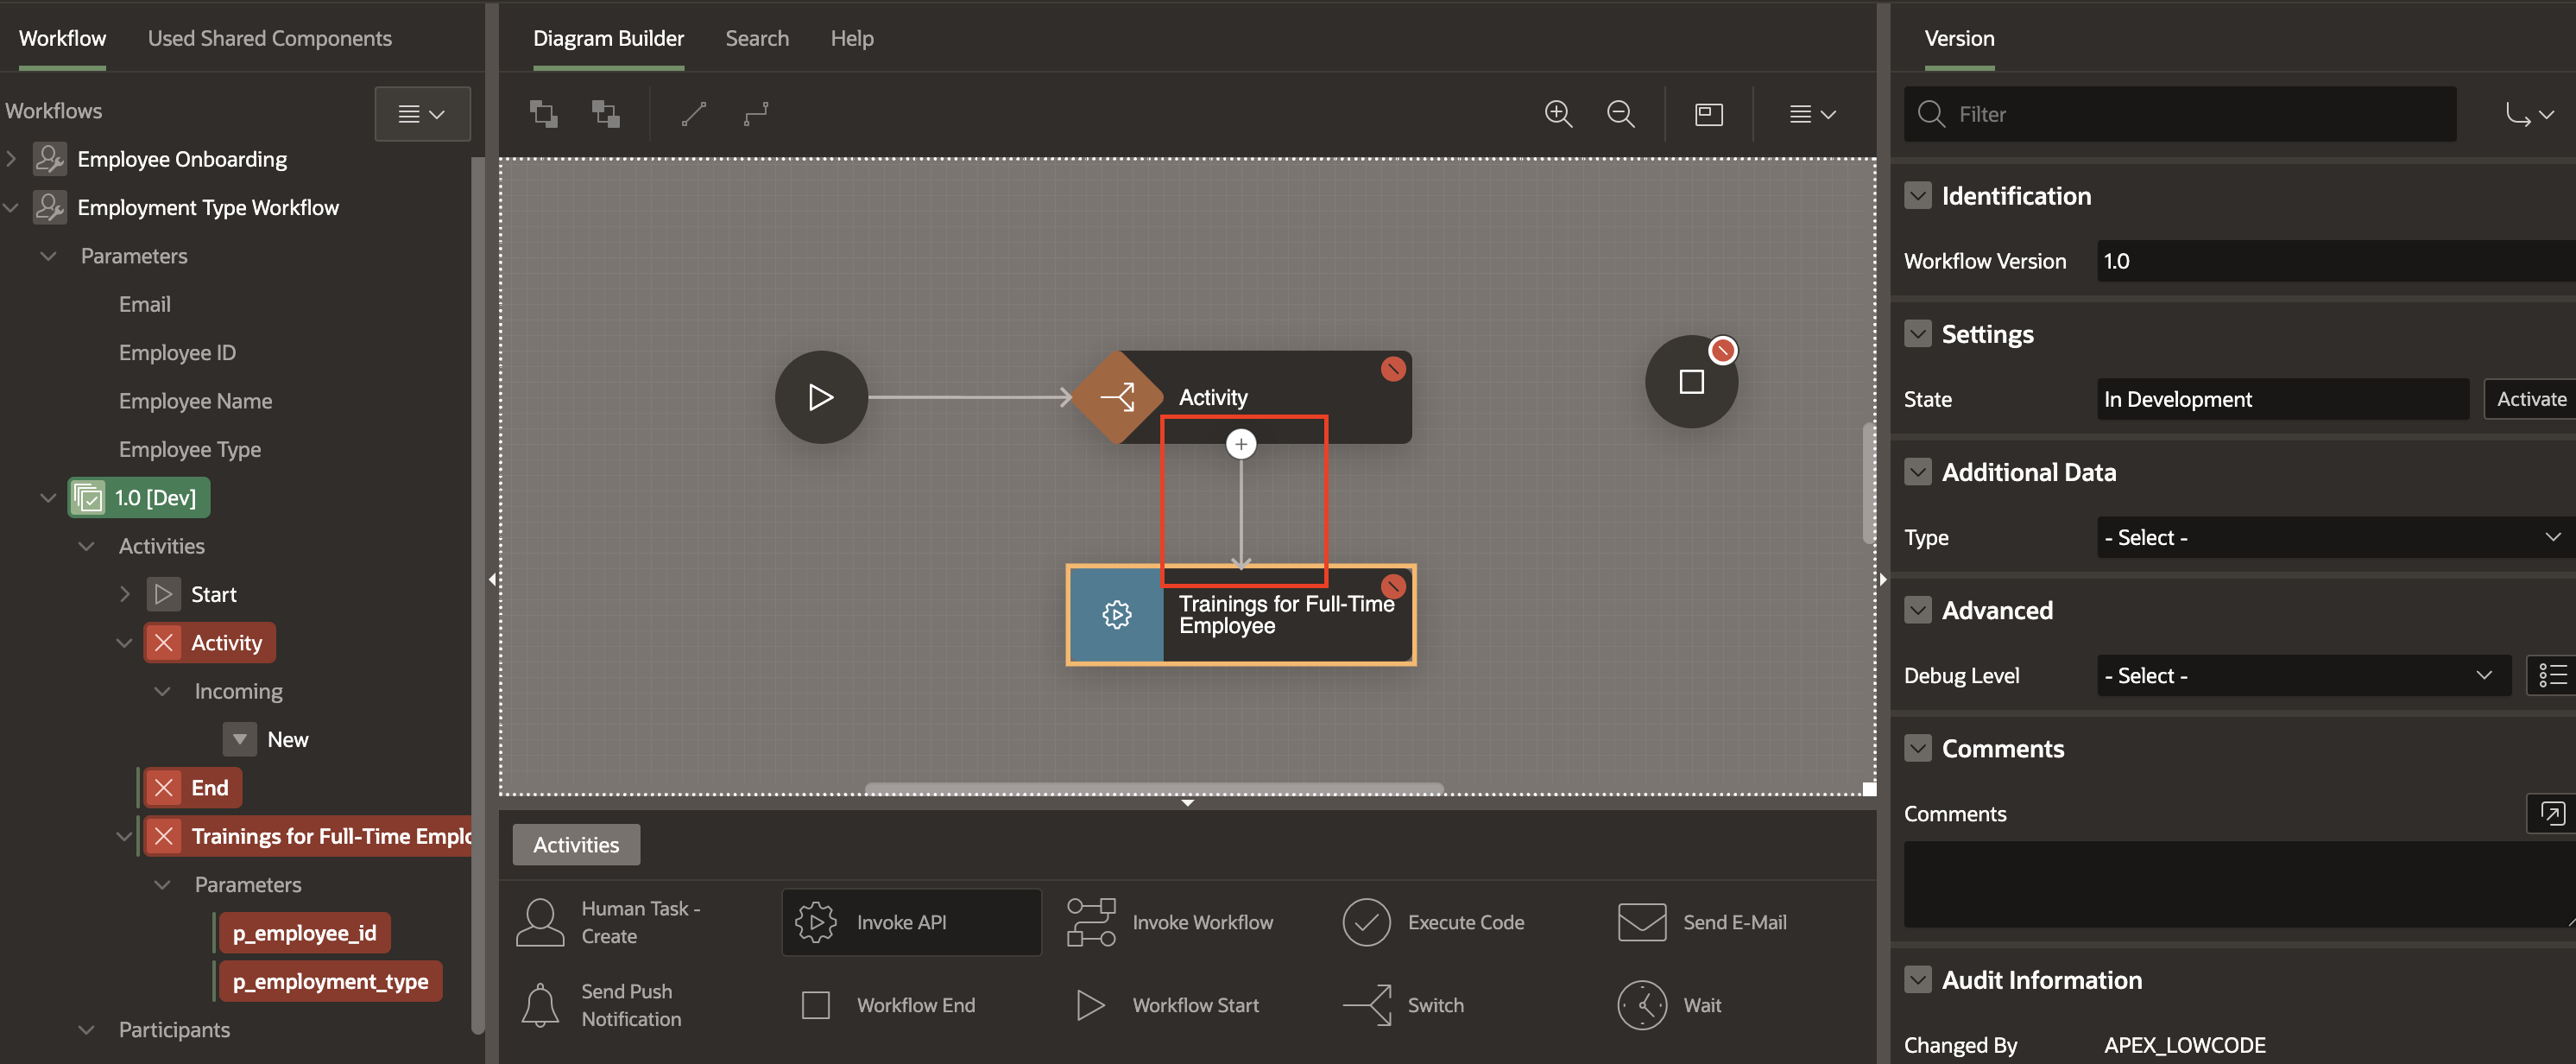 Workflow
Used Shared Components
Workflows
Employee Onboarding
Employment Type Workflow
Parameters
Email
Employee ID
Employee Name
Employee Type
1.0 [Dev]
Activities
Start
Activity
Incoming
New
End
Trainings for Full-Time
Parameters
p_employee_id
p_employment_type
Participants
Diagram Builder
Search
Help
Activity
Trainings for Full-Time
Employee
Activities
Human Task -
Create
Invoke API
Invoke Workflow
Execute Code
Send E-Mail
Send Push
Notification
Workflow End
Workflow Start
Switch
Wait
Version
Filter
Identification
Workflow Version
1.0
Settings
State
In Development
Activate
Additional Data
Type
- Select -
Advanced
Debug Level
- Select -
Comments
Comments
Audit Information
Changed By
APEX_LOWCODE